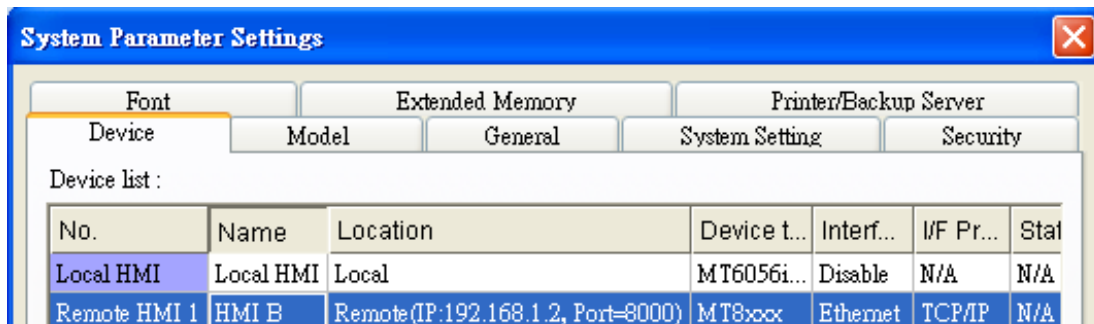 System Parameter Settings
Font Extended Memory Printer/Backup Server
Device Model General System Setting Security
Device list :
No. Name Location Device t... Interf... I/F Pr... Stat
Local HMI Local HMI Local MT6056i... Disable N/A N/A
Remote HMI 1 HMI B Remote(IP:192.168.1.2, Port=8000) MT8xxx Ethernet TCP/IP N/A